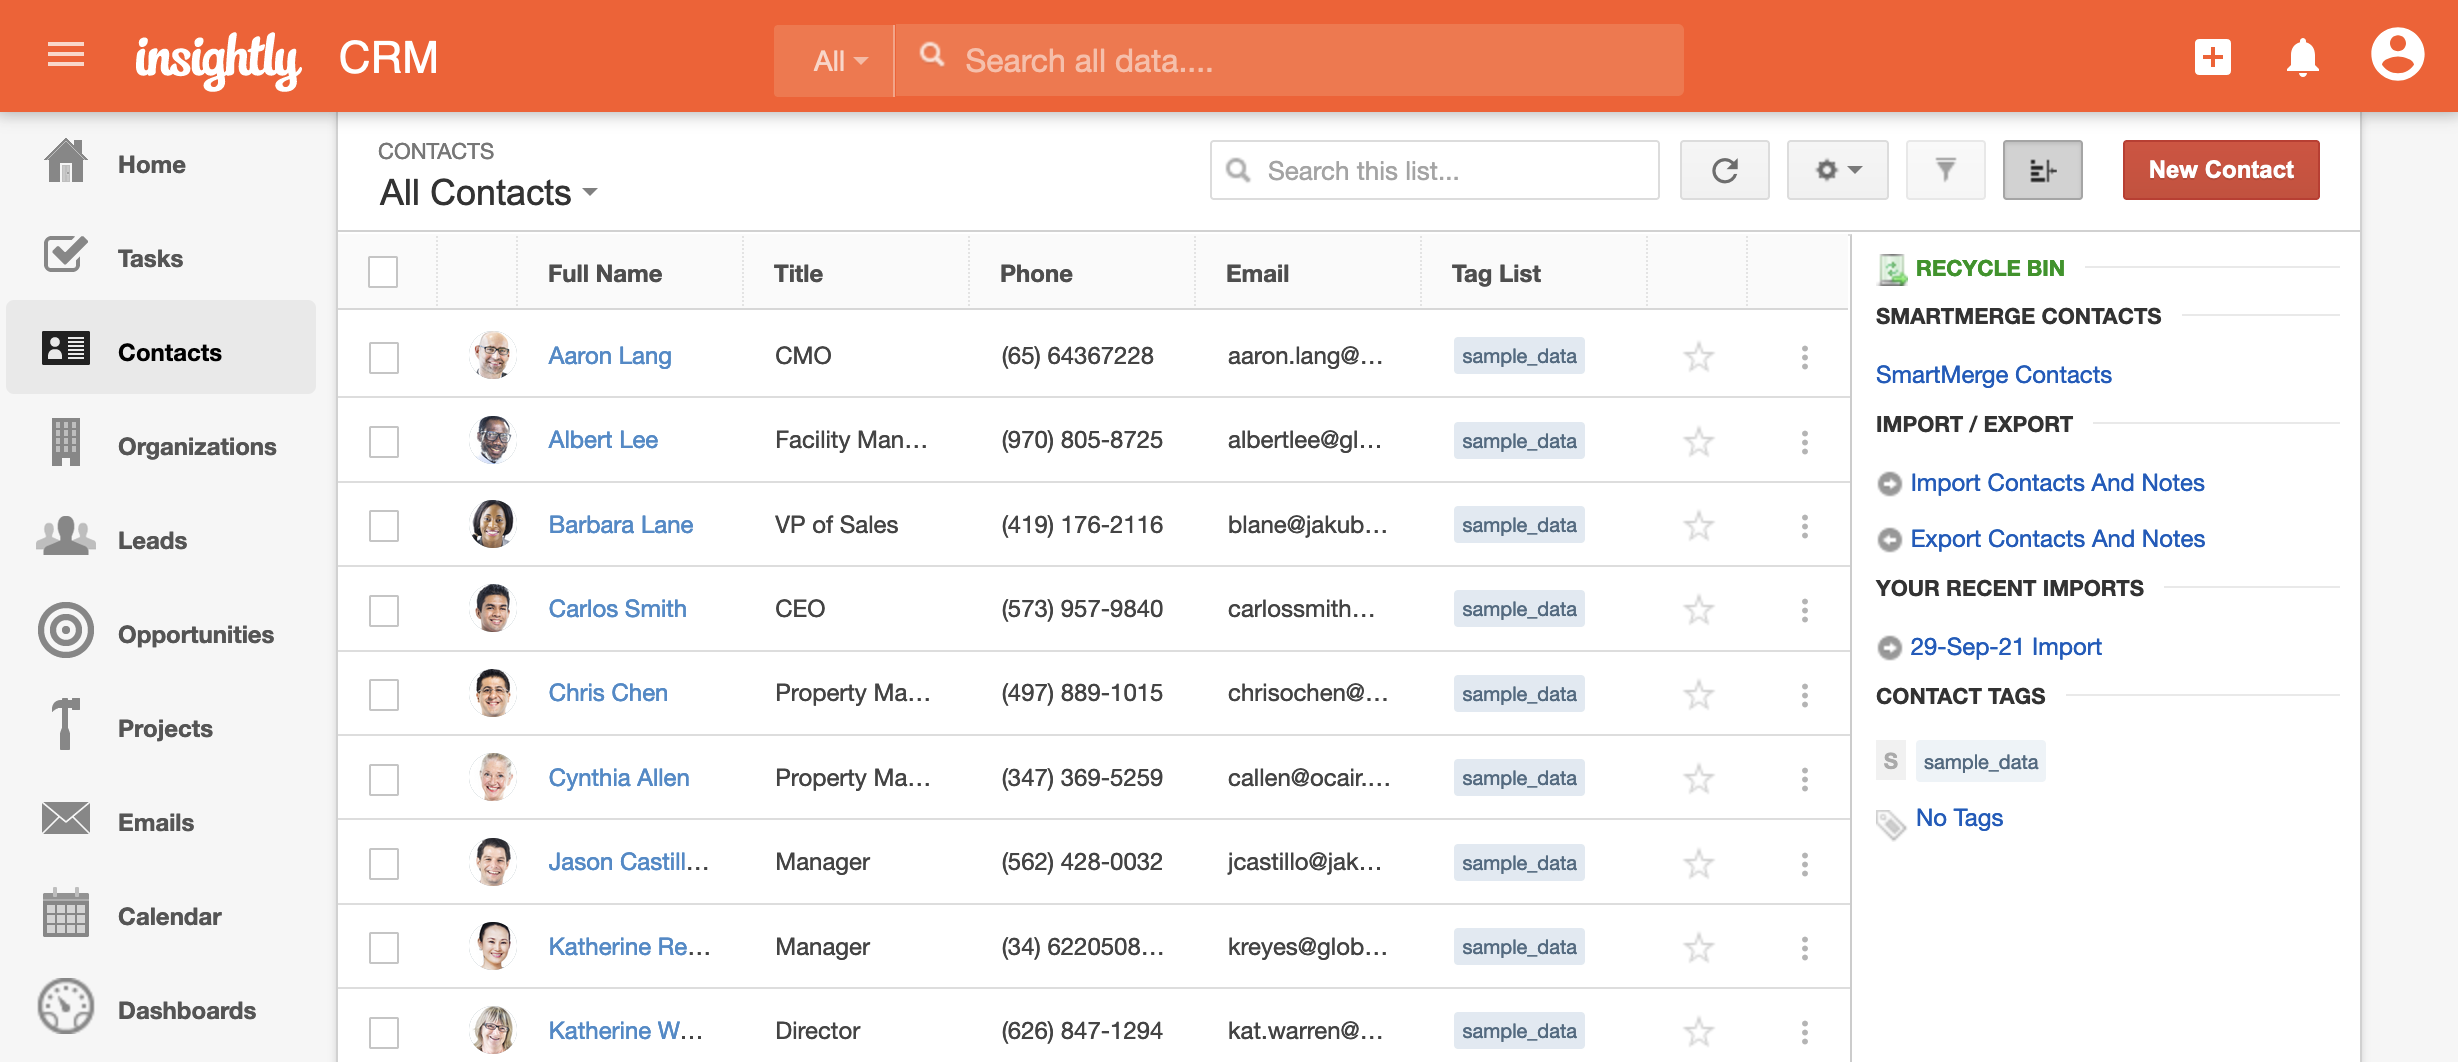 insightly CRM
All
Search all data....
Home
Tasks
Contacts
Organizations
Leads
Opportunities
Projects
Emails
Calendar
Dashboards
CONTACTS
All Contacts
Search this list...
New Contact
Full Name Title Phone Email Tag List
Aaron Lang CMO (65) 64367228 aaron.lang@... sample_data
Albert Lee Facility Man... (970) 805-8725 albertlee@gl... sample_data
Barbara Lane VP of Sales (419) 176-2116 blane@jakub... sample_data
Carlos Smith CEO (573) 957-9840 carlossmith... sample_data
Chris Chen Property Ma... (497) 889-1015 chrisochen@... sample_data
Cynthia Allen Property Ma... (347) 369-5259 callen@ocair.... sample_data
Jason Castill... Manager (562) 428-0032 jcastillo@jak... sample_data
Katherine Re... Manager (34) 6220508... kreyes@glob... sample_data
Katherine W... Director (626) 847-1294 kat.warren@... sample_data
RECYCLE BIN
SMARTMERGE CONTACTS
SmartMerge Contacts
IMPORT / EXPORT
Import Contacts And Notes
Export Contacts And Notes
YOUR RECENT IMPORTS
29-Sep-21 Import
CONTACT TAGS
S sample_data
No Tags